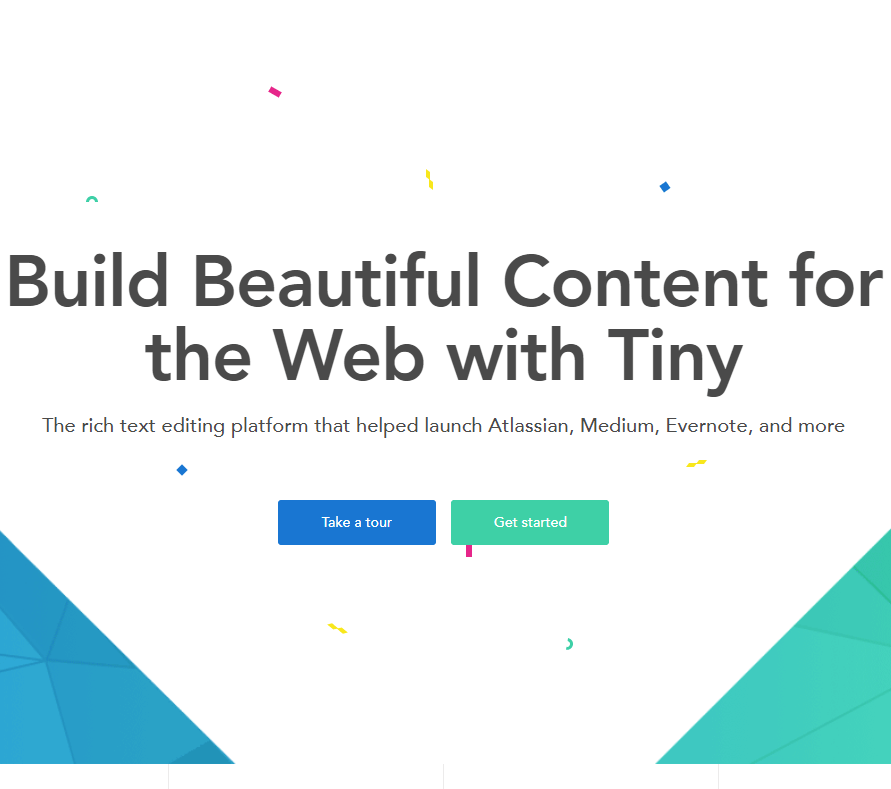 Build Beautiful Content for
the Web with Tiny
The rich text editing platform that helped launch Atlassian, Medium, Evernote, and more
Take a tour
Get started